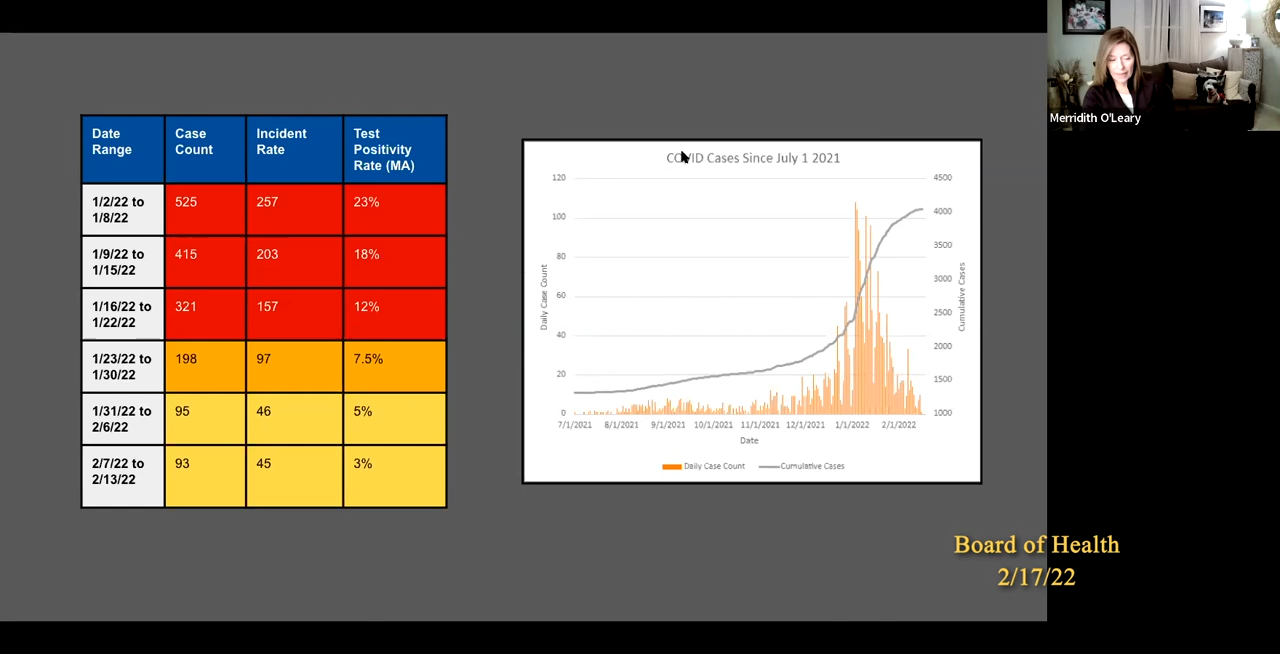 Date
Range
Case
Count
Incident
Rate
Test
Positivity
Rate (MA)
1/2/22 to
1/8/22
525
257
23%
1/9/22 to
1/15/22
415
203
18%
1/16/22 to
1/22/22
321
157
12%
1/23/22 to
1/30/22
198
97
7.5%
1/31/22 to
2/6/22
95
46
5%
2/7/22 to
2/13/22
93
45
3%
COVID Cases Since July 1 2021
120
100
80
60
40
20
0
Daily Case Count
4500
4000
3500
3000
2500
2000
1500
1000
Cumulative Cases
7/1/2021 8/1/2021 9/1/2021 10/1/2021 11/1/2021 12/1/2021 1/1/2022 2/1/2022
Date
Daily Case Count Cumulative Cases
Merridith O'Leary
Board of Health
2/17/22